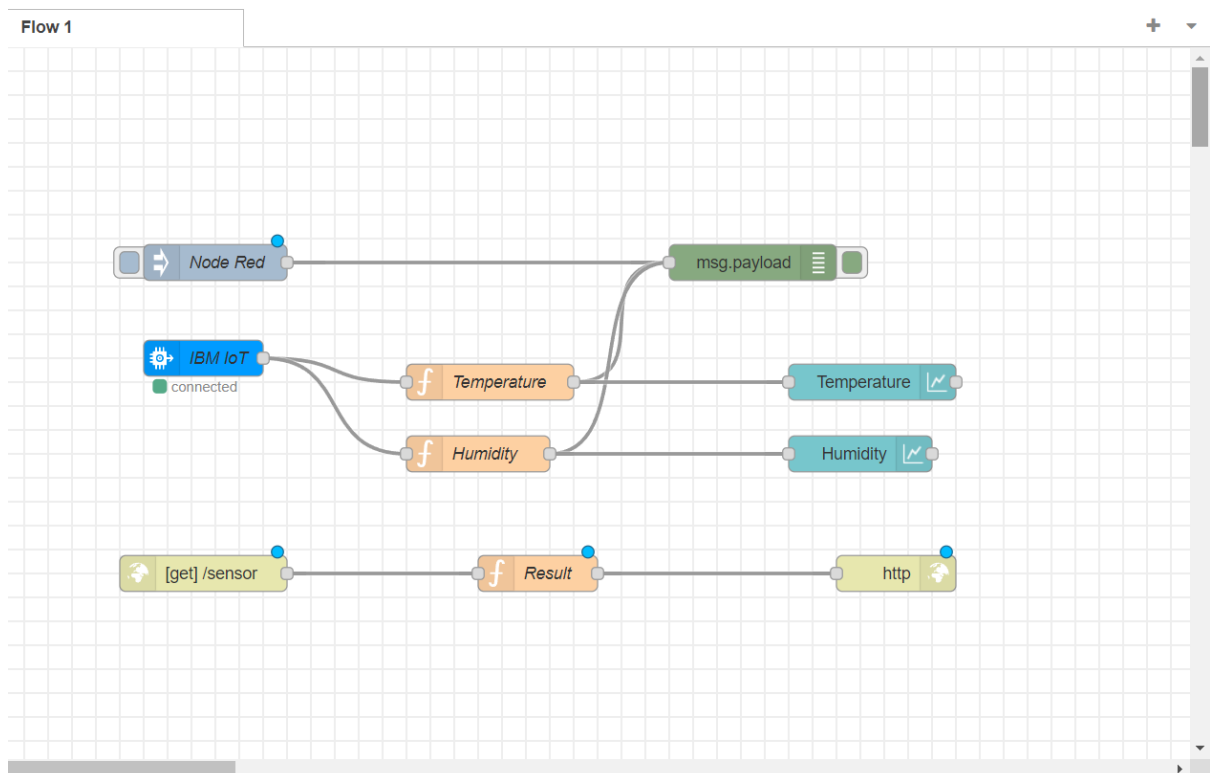 Flow 1
Node Red
msg.payload
IBM IoT
connected
Temperature
Temperature
Humidity
Humidity
[get] /sensor
Result
http